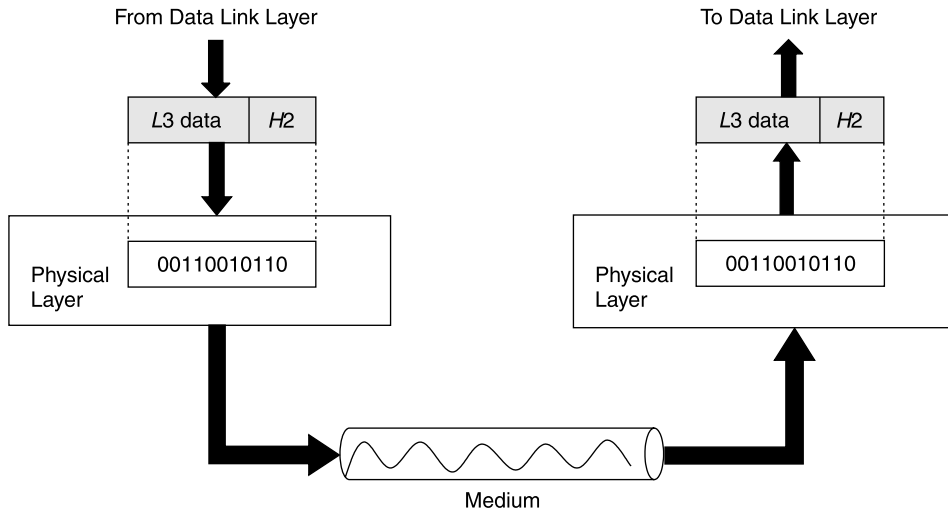 From Data Link Layer
To Data Link Layer
L3 data
H2
L3 data
H2
00110010110
Physical
Layer
00110010110
Physical
Layer
Medium